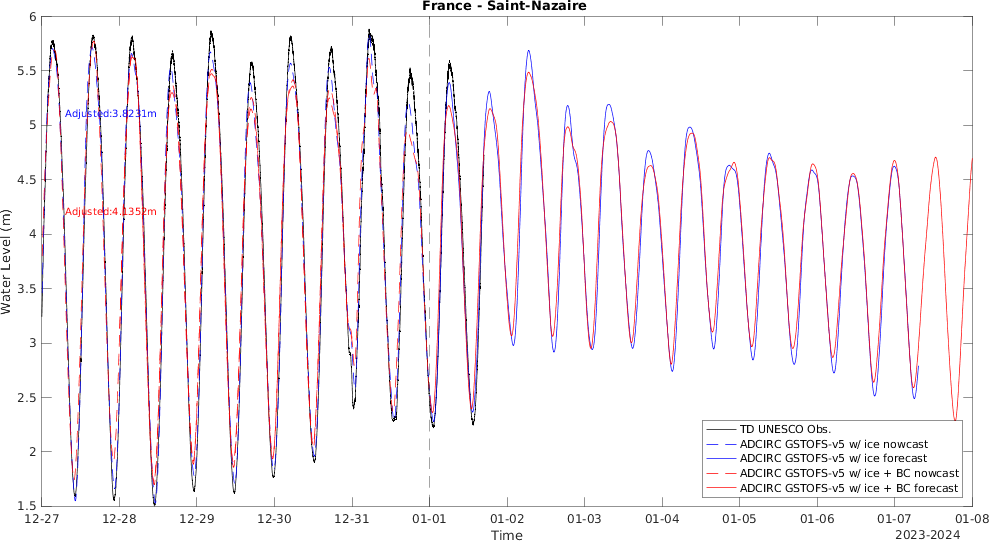 France - Saint-Nazaire
6
5.5
5
4.5
4
3.5
3
2.5
2
1.5
Water Level (m)
Adjusted:3.8231m
Adjusted:4.1352m
TD UNESCO Obs.
ADCIRC GSTOFS-v5 w/ ice nowcast
ADCIRC GSTOFS-v5 w/ ice forecast
ADCIRC GSTOFS-v5 w/ ice + BC nowcast
ADCIRC GSTOFS-v5 w/ ice + BC forecast
12-27 12-28 12-29 12-30 12-31 01-01 01-02 01-03 01-04 01-05 01-06 01-07 01-08
Time
2023-2024